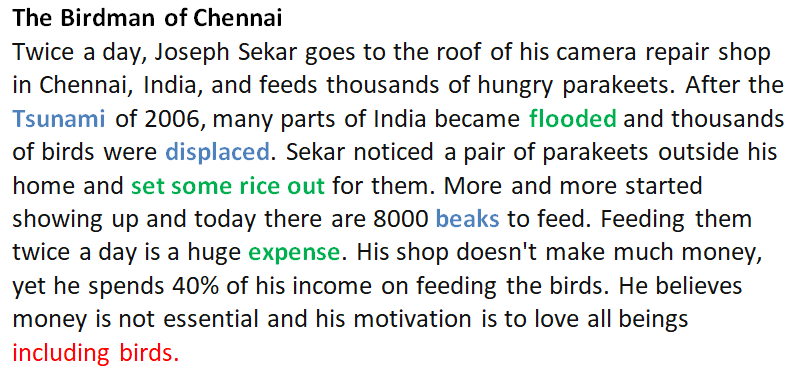 The Birdman of Chennai
Twice a day, Joseph Sekar goes to the roof of his camera repair shop
in Chennai, India, and feeds thousands of hungry parakeets. After the
Tsunami of 2006, many parts of India became flooded and thousands
of birds were displaced. Sekar noticed a pair of parakeets outside his
home and set some rice out for them. More and more started
showing up and today there are 8000 beaks to feed. Feeding them
twice a day is a huge expense. His shop doesn't make much money,
yet he spends 40% of his income on feeding the birds. He believes
money is not essential and his motivation is to love all beings
including birds.